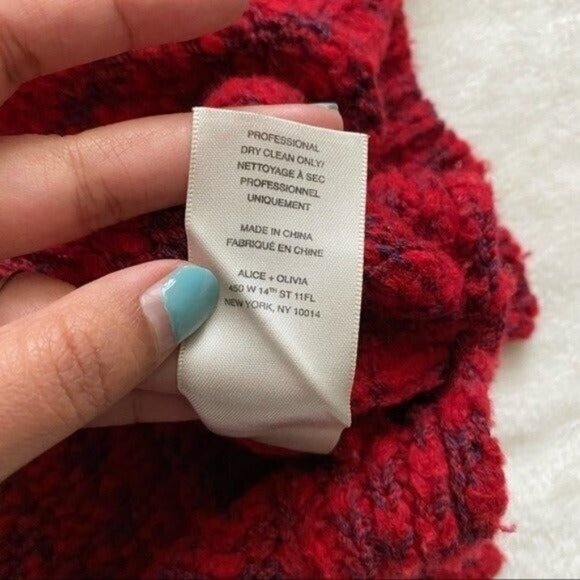 PROFESSIONAL
DRY CLEAN ONLY/
NETTOYAGE À SEC
PROFESSIONNEL
UNIQUEMENT
MADE IN CHINA
FABRIQUÉ EN CHINE
ALICE + OLIVIA
450 W 14TH ST 11FL
NEW YORK, NY 10014